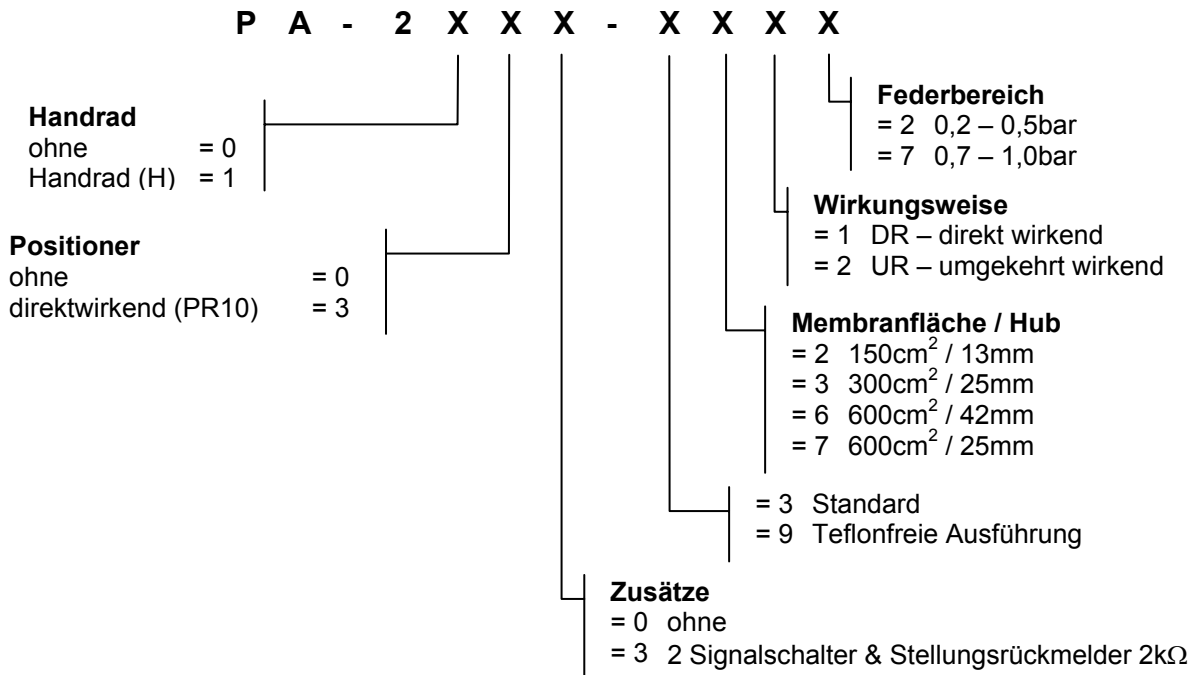 P A - 2 X X X - X X X X
Federbereich
= 2 0,2 – 0,5bar
= 7 0,7 – 1,0bar
Handrad
ohne = 0
Handrad (H) = 1
Wirkungsweise
= 1 DR – direkt wirkend
= 2 UR – umgekehrt wirkend
Positioner
ohne = 0
direktwirkend (PR10) = 3
Membranfläche / Hub
= 2 150cm² / 13mm
= 3 300cm² / 25mm
= 6 600cm² / 42mm
= 7 600cm² / 25mm
= 3 Standard
= 9 Teflonfreie Ausführung
Zusätze
= 0 ohne
= 3 2 Signalschalter & Stellungsrückmelder 2kΩ